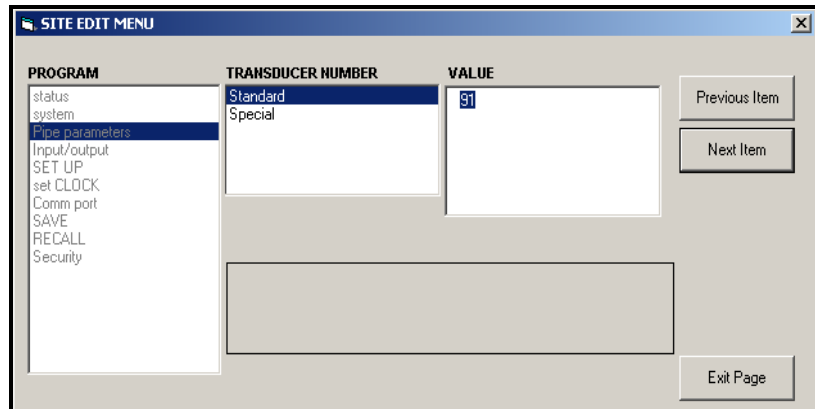 SITE EDIT MENU
PROGRAM
status
system
Pipe parameters
Input/output
SET UP
set CLOCK
Comm port
SAVE
RECALL
Security
TRANSDUCER NUMBER
Standard
Special
VALUE
91
Previous Item
Next Item
Exit Page